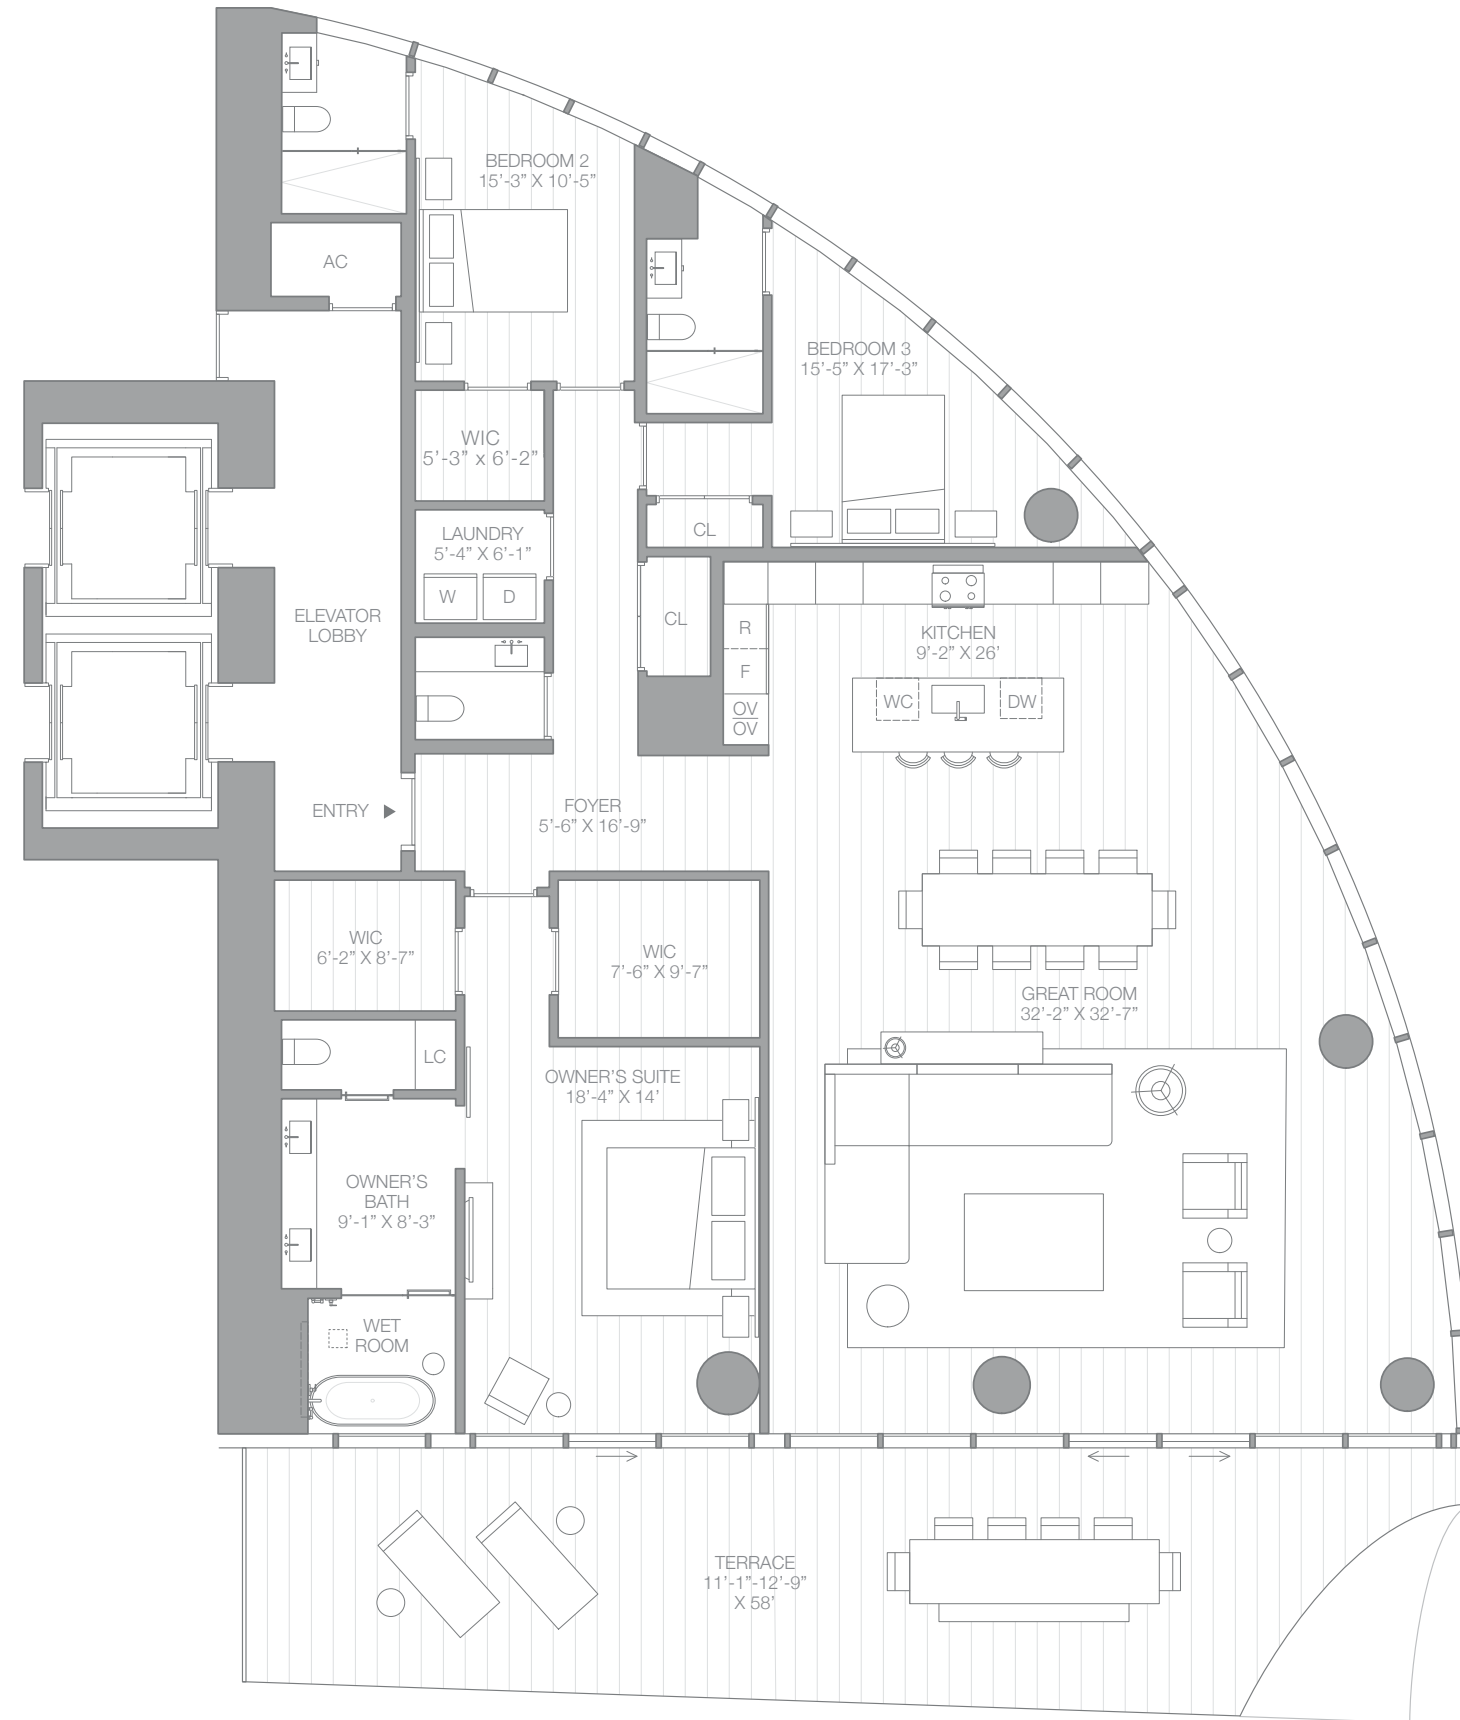 BEDROOM 2
15’-3” X 10’-5”
AC
BEDROOM 3
15’-5” X 17’-3”
WIC
5’-3” x 6’-2”
LAUNDRY
5’-4” X 6’-1”
W
D
CL
CL
ELEVATOR
LOBBY
R
F
OV
OV
KITCHEN
9’-2” X 26’
WC
DW
ENTRY
FOYER
5’-6” X 16’-9”
WIC
6’-2” X 8’-7”
WIC
7’-6” X 9’-7”
GREAT ROOM
32’-2” X 32’-7”
LC
OWNER’S SUITE
18’-4” X 14’
OWNER’S
BATH
9’-1” X 8’-3”
WET
ROOM
TERRACE
11’-1”-12’-9”
X 58’